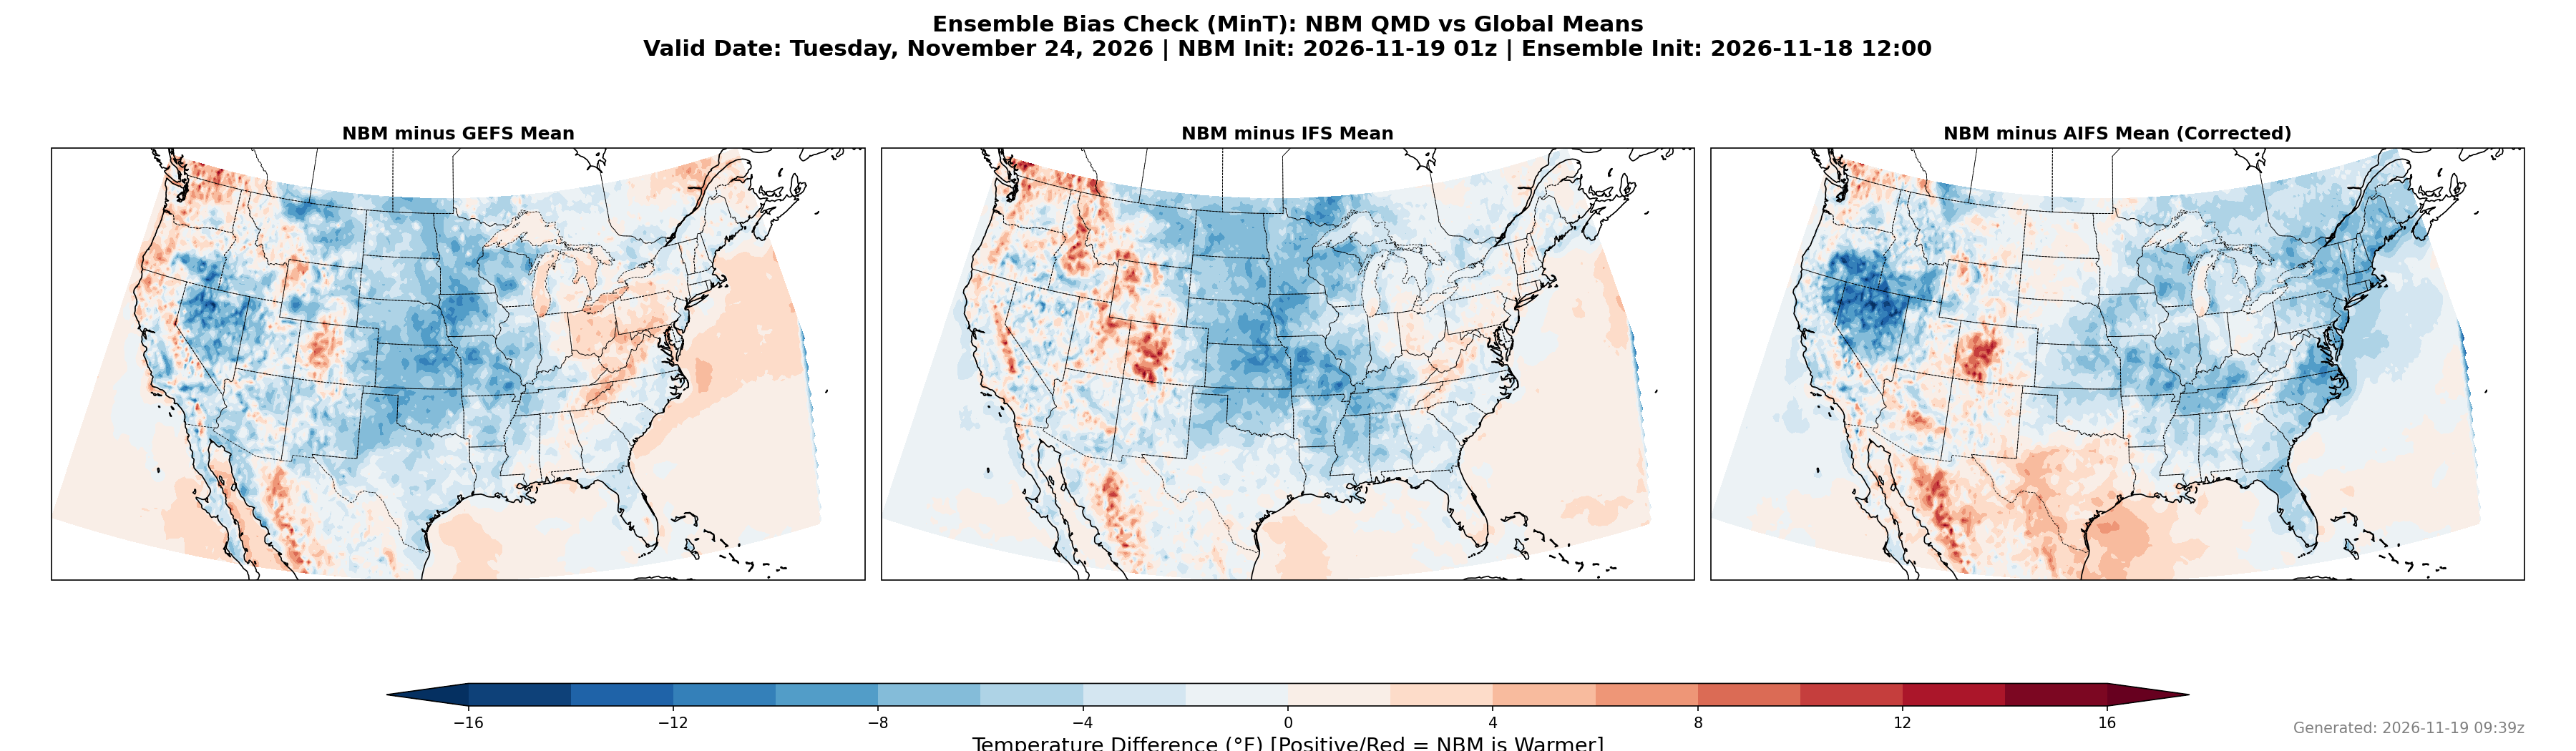 Ensemble Bias Check (MinT): NBM QMD vs Global Means
Valid Date: Tuesday, November 24, 2026 | NBM Init: 2026-11-19 01z | Ensemble Init: 2026-11-18 12:00
NBM minus GEFS Mean
NBM minus IFS Mean
NBM minus AIFS Mean (Corrected)
−16 −12 −8 −4 0 4 8 12 16
Generated: 2026-11-19 09:39z
Temperature Difference (°F) [Positive/Red = NBM is Warmer]